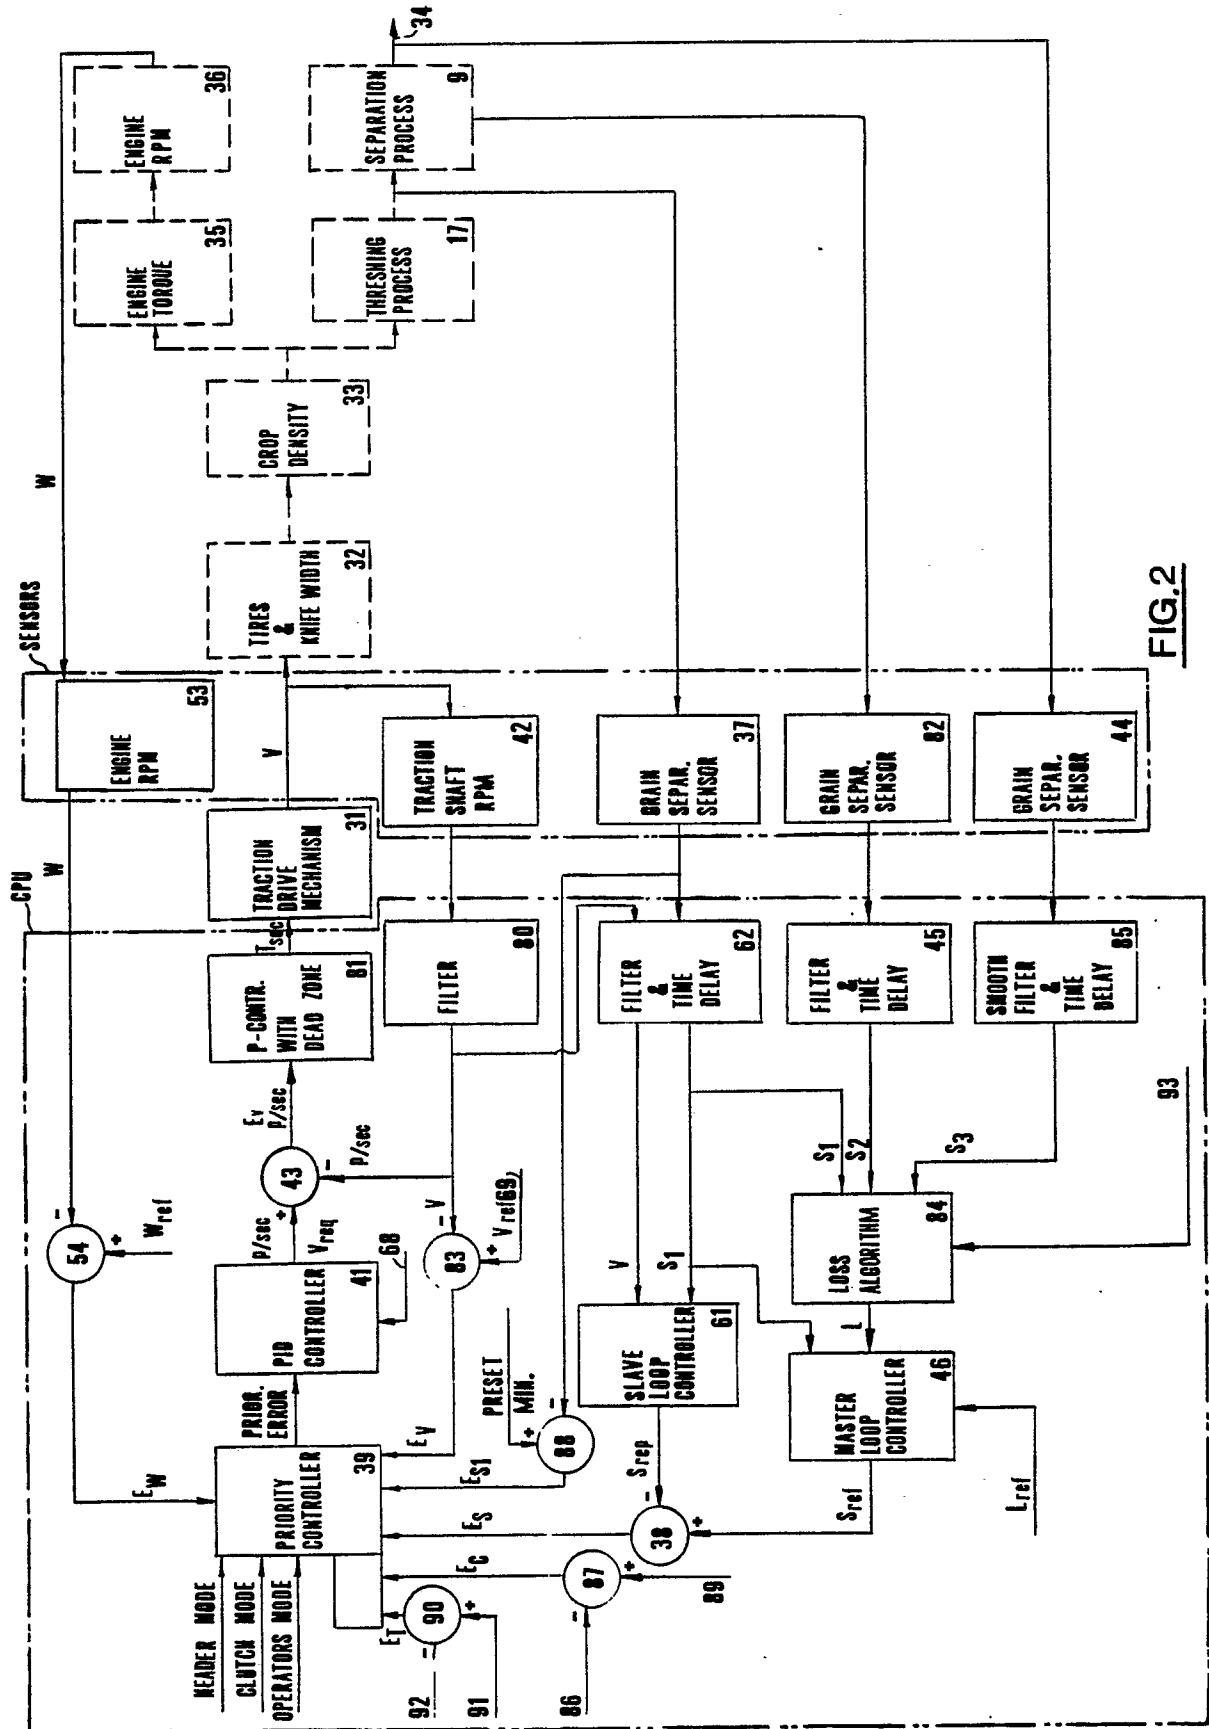 SENSORS
CPU
ENGINE
RPM
36
SEPARATION
PROCESS
9
34
ENGINE
TORQUE
35
THRESHING
PROCESS
17
CROP
DENSITY
33
TIRES
&
KNIFE WIDTH
32
W
ENGINE
RPM
53
V
TRACTION
SHAFT
RPM
42
GRAIN
SEPAR.
SENSOR
37
GRAIN
SEPAR.
SENSOR
82
GRAIN
SEPAR.
SENSOR
44
W
TRACTION
DRIVE
MECHANISM
31
Tsec
P-CONTR.
WITH
DEAD ZONE
81
FILTER
80
FILTER
&
TIME
DELAY
62
FILTER
&
TIME
DELAY
45
SMOOTH
FILTER
& TIME
DELAY
85
Ev
P/sec
43
+
-
P/sec
P/sec
Vreq
54
-
+
Wref
PID
CONTROLLER
41
68
83
- V
+ Vref 69,
V
S1
S1
S2
S3
93
LOSS
ALGORITHM
84
L
SLAVE
LOOP
CONTROLLER
61
MASTER
LOOP
CONTROLLER
46
PRESET
MIN.
+
-
88
PRIOR.
ERROR
EW
PRIORITY
CONTROLLER
39
EV
ES1
ES
EC
ET
Srep
Sref
Lref
38
-
+
87
-
+
89
86
90
-
+
92
91
HEADER MODE
CLUTCH MODE
OPERATORS MODE
FIG.2